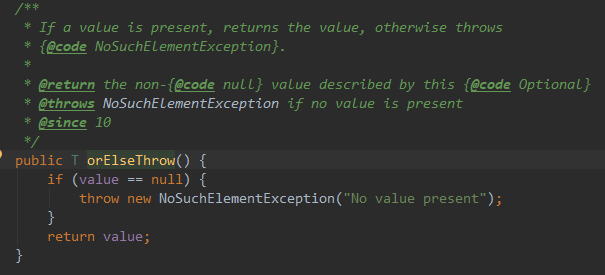 /**
 * If a value is present, returns the value, otherwise throws
 * {@code NoSuchElementException}.
 *
 * @return the non-{@code null} value described by this {@code Optional}
 * @throws NoSuchElementException if no value is present
 * @since 10
 */
public T orElseThrow() {
    if (value == null) {
        throw new NoSuchElementException("No value present");
    }
    return value;
}